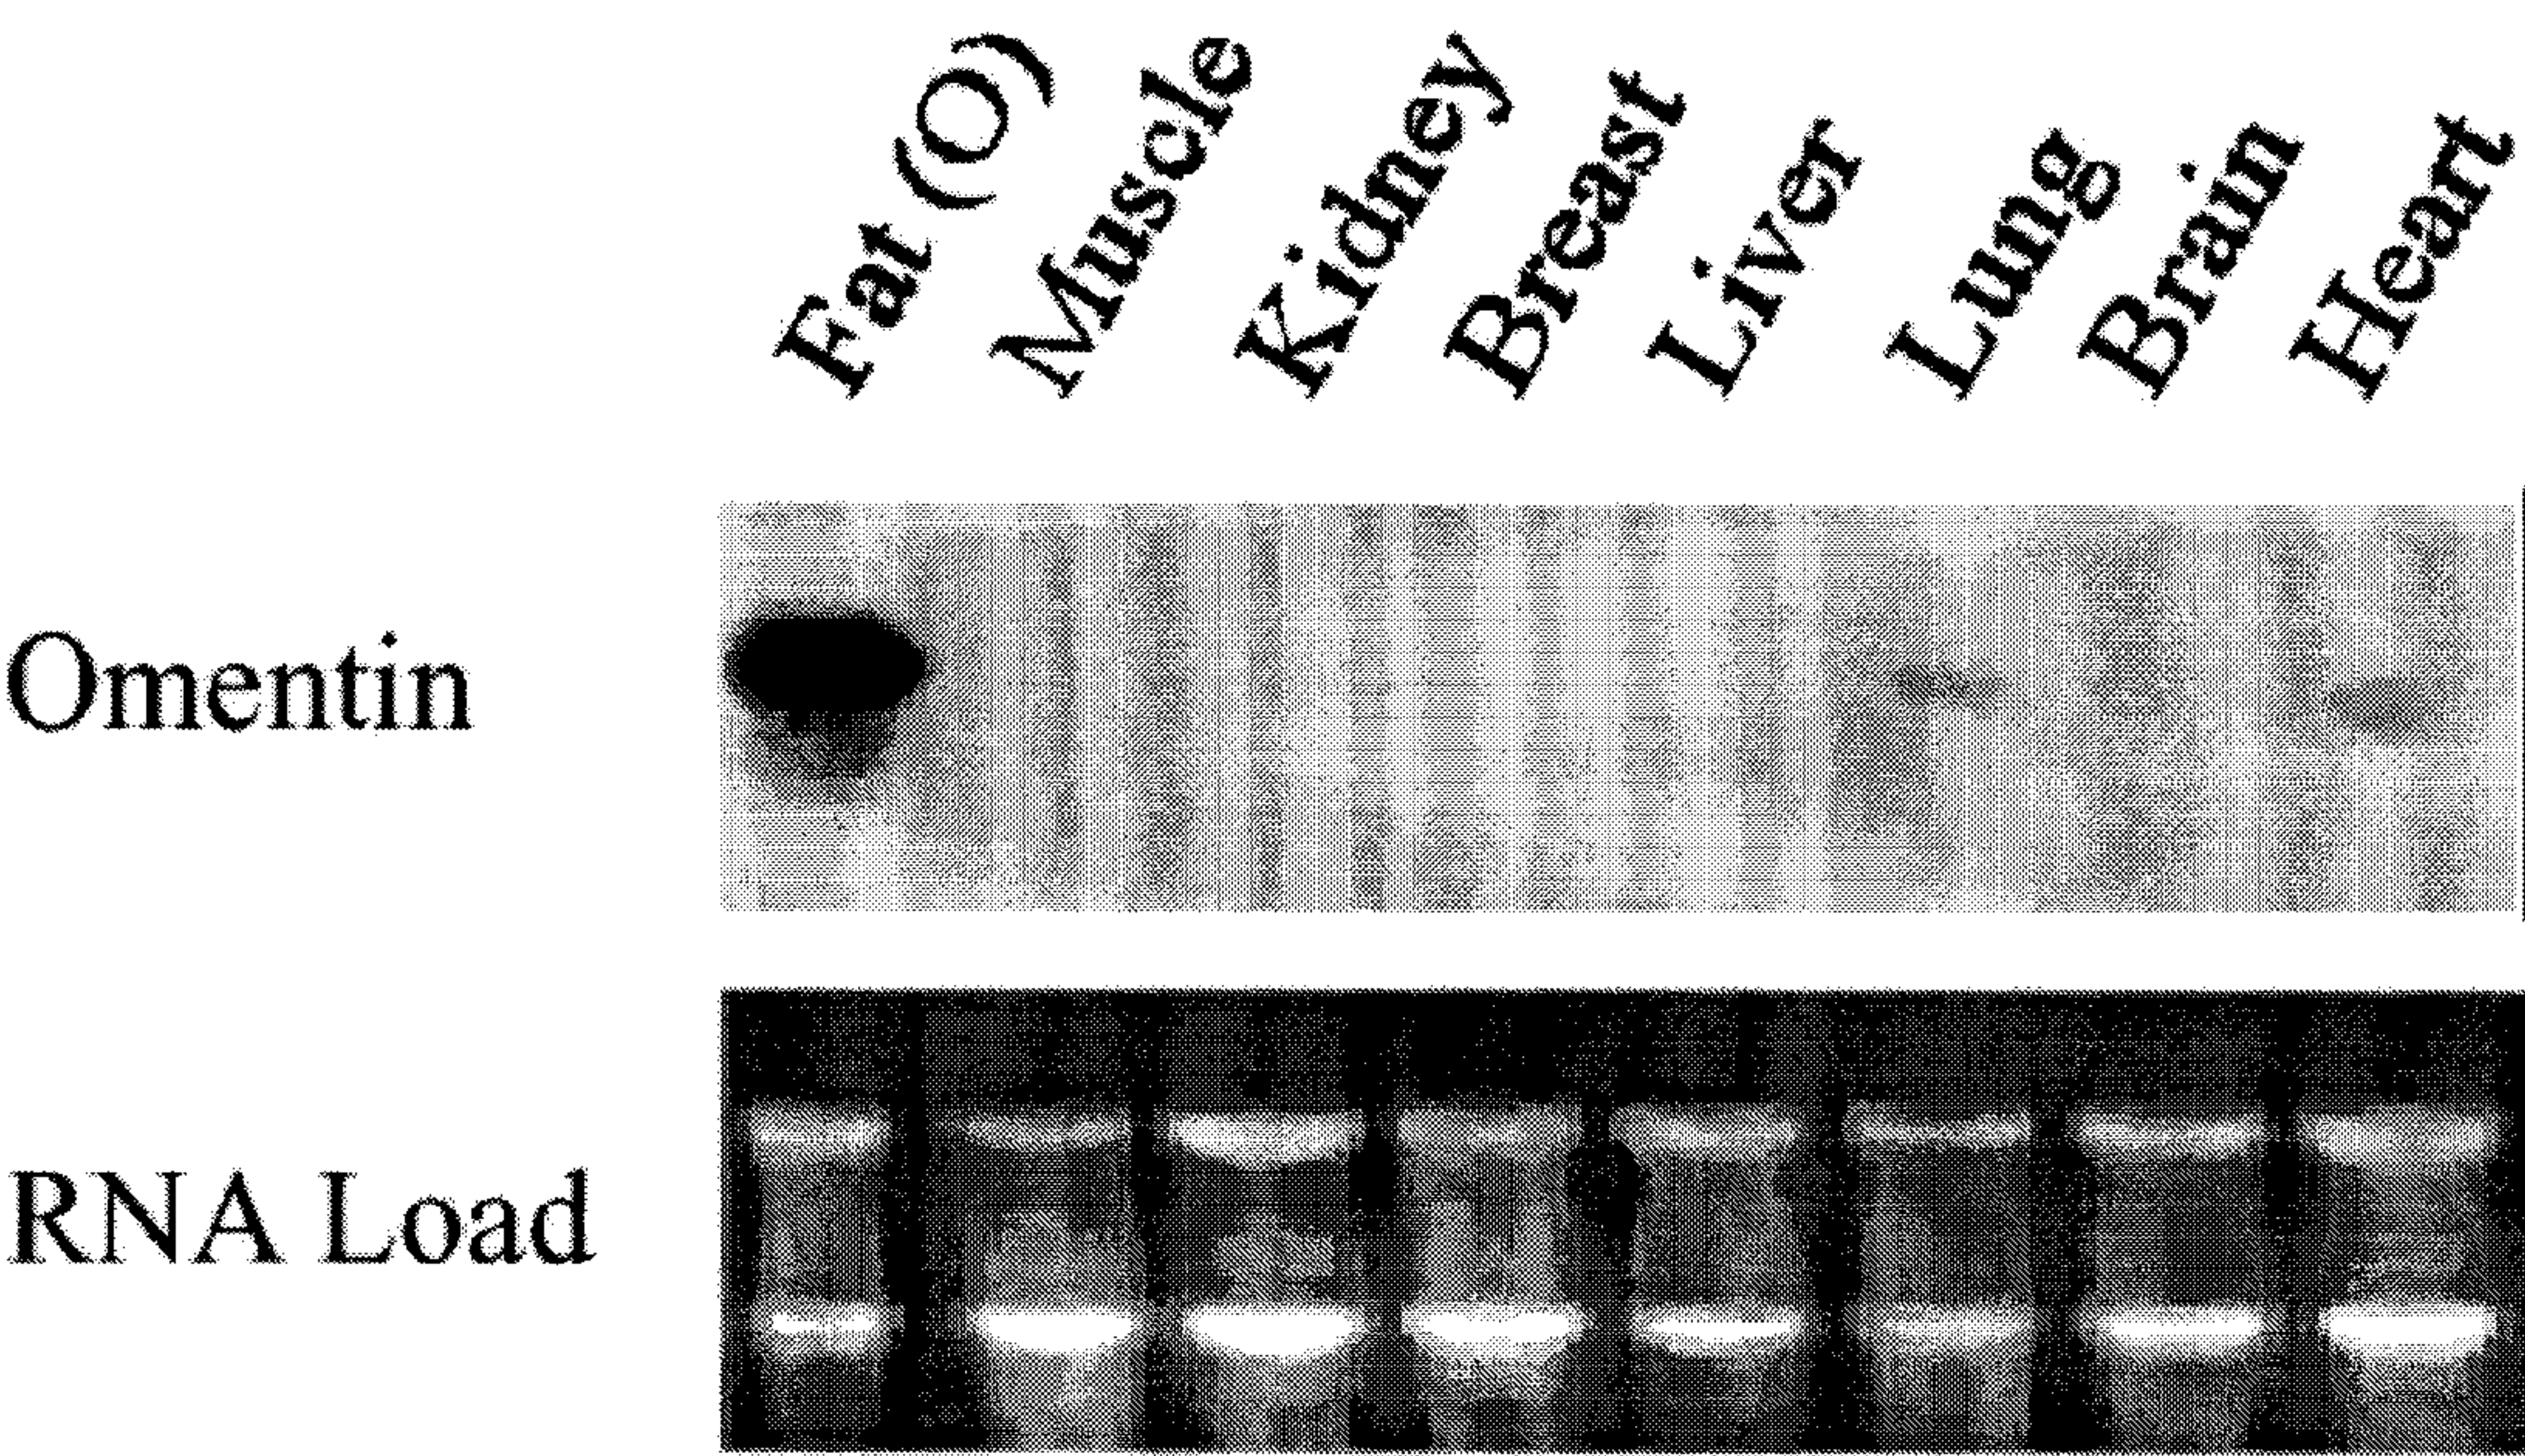 Fat (O) Muscle Kidney Breast Liver Lung Brain Heart
Omentin
RNA Load